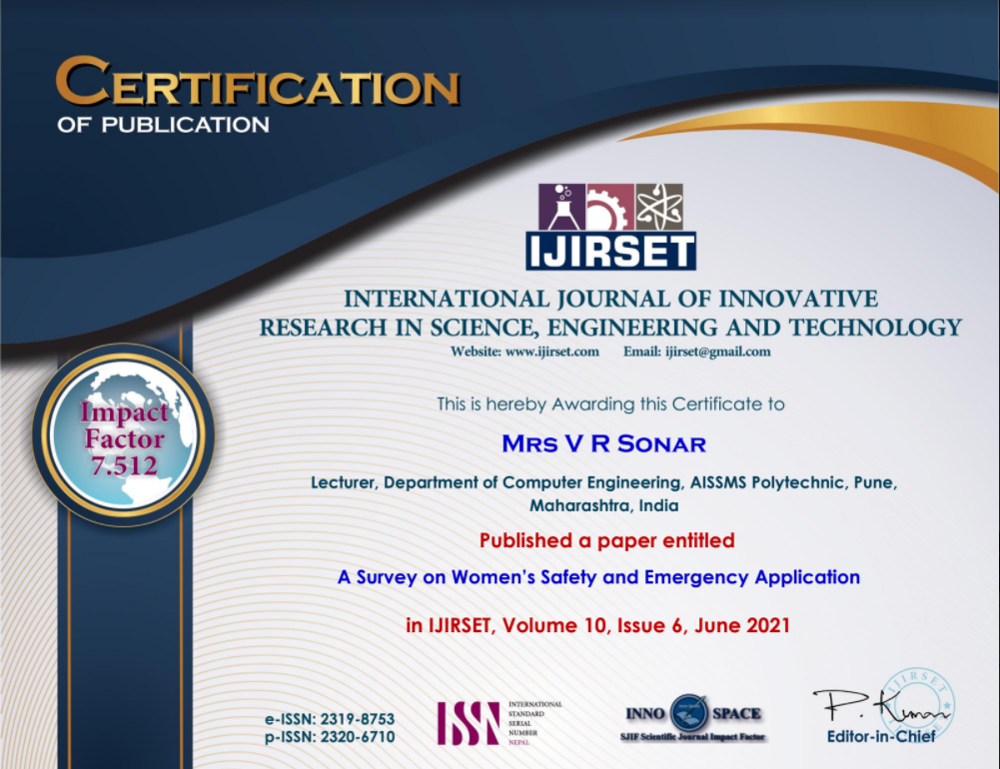 CERTIFICATION
OF PUBLICATION
IJIRSET
INTERNATIONAL JOURNAL OF INNOVATIVE
RESEARCH IN SCIENCE, ENGINEERING AND TECHNOLOGY
Website: www.ijirset.com Email: ijirset@gmail.com
Impact
Factor
7.512
This is hereby Awarding this Certificate to
MRS V R SONAR
Lecturer, Department of Computer Engineering, AISSMS Polytechnic, Pune,
Maharashtra, India
Published a paper entitled
A Survey on Women's Safety and Emergency Application
in IJIRSET, Volume 10, Issue 6, June 2021
e-ISSN: 2319-8753
p-ISSN: 2320-6710
ISSN
INTERNATIONAL
STANDARD
SERIAL
NUMBER
NEPAL
INNO SPACE
SJIF Scientific Journal Impact Factor
IJIRSET
P. Kumar
Editor-in-Chief